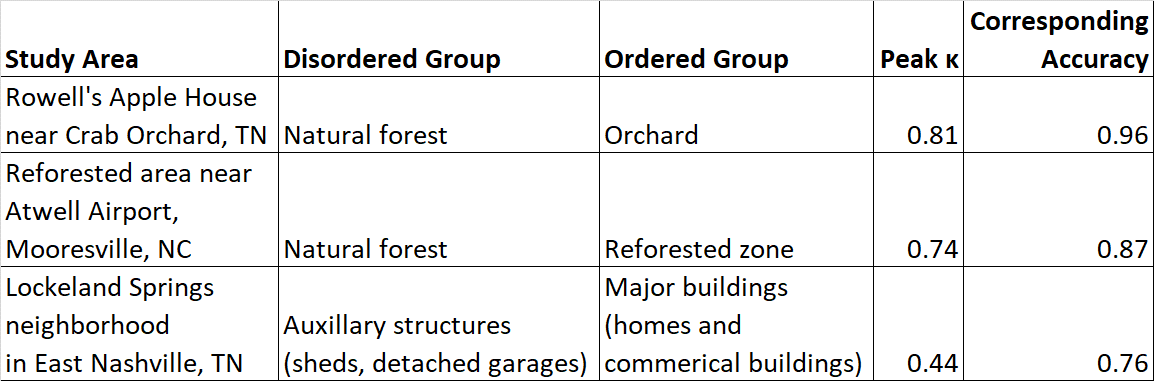 Study Area Disordered Group Ordered Group Peak κ Corresponding Accuracy
Rowell's Apple House
near Crab Orchard, TN Natural forest Orchard 0.81 0.96
Reforested area near
Atwell Airport,
Mooresville, NC Natural forest Reforested zone 0.74 0.87
Lockeland Springs
neighborhood
in East Nashville, TN
Auxillary structures
(sheds, detached garages)
Major buildings
(homes and
commerical buildings)
0.44 0.76